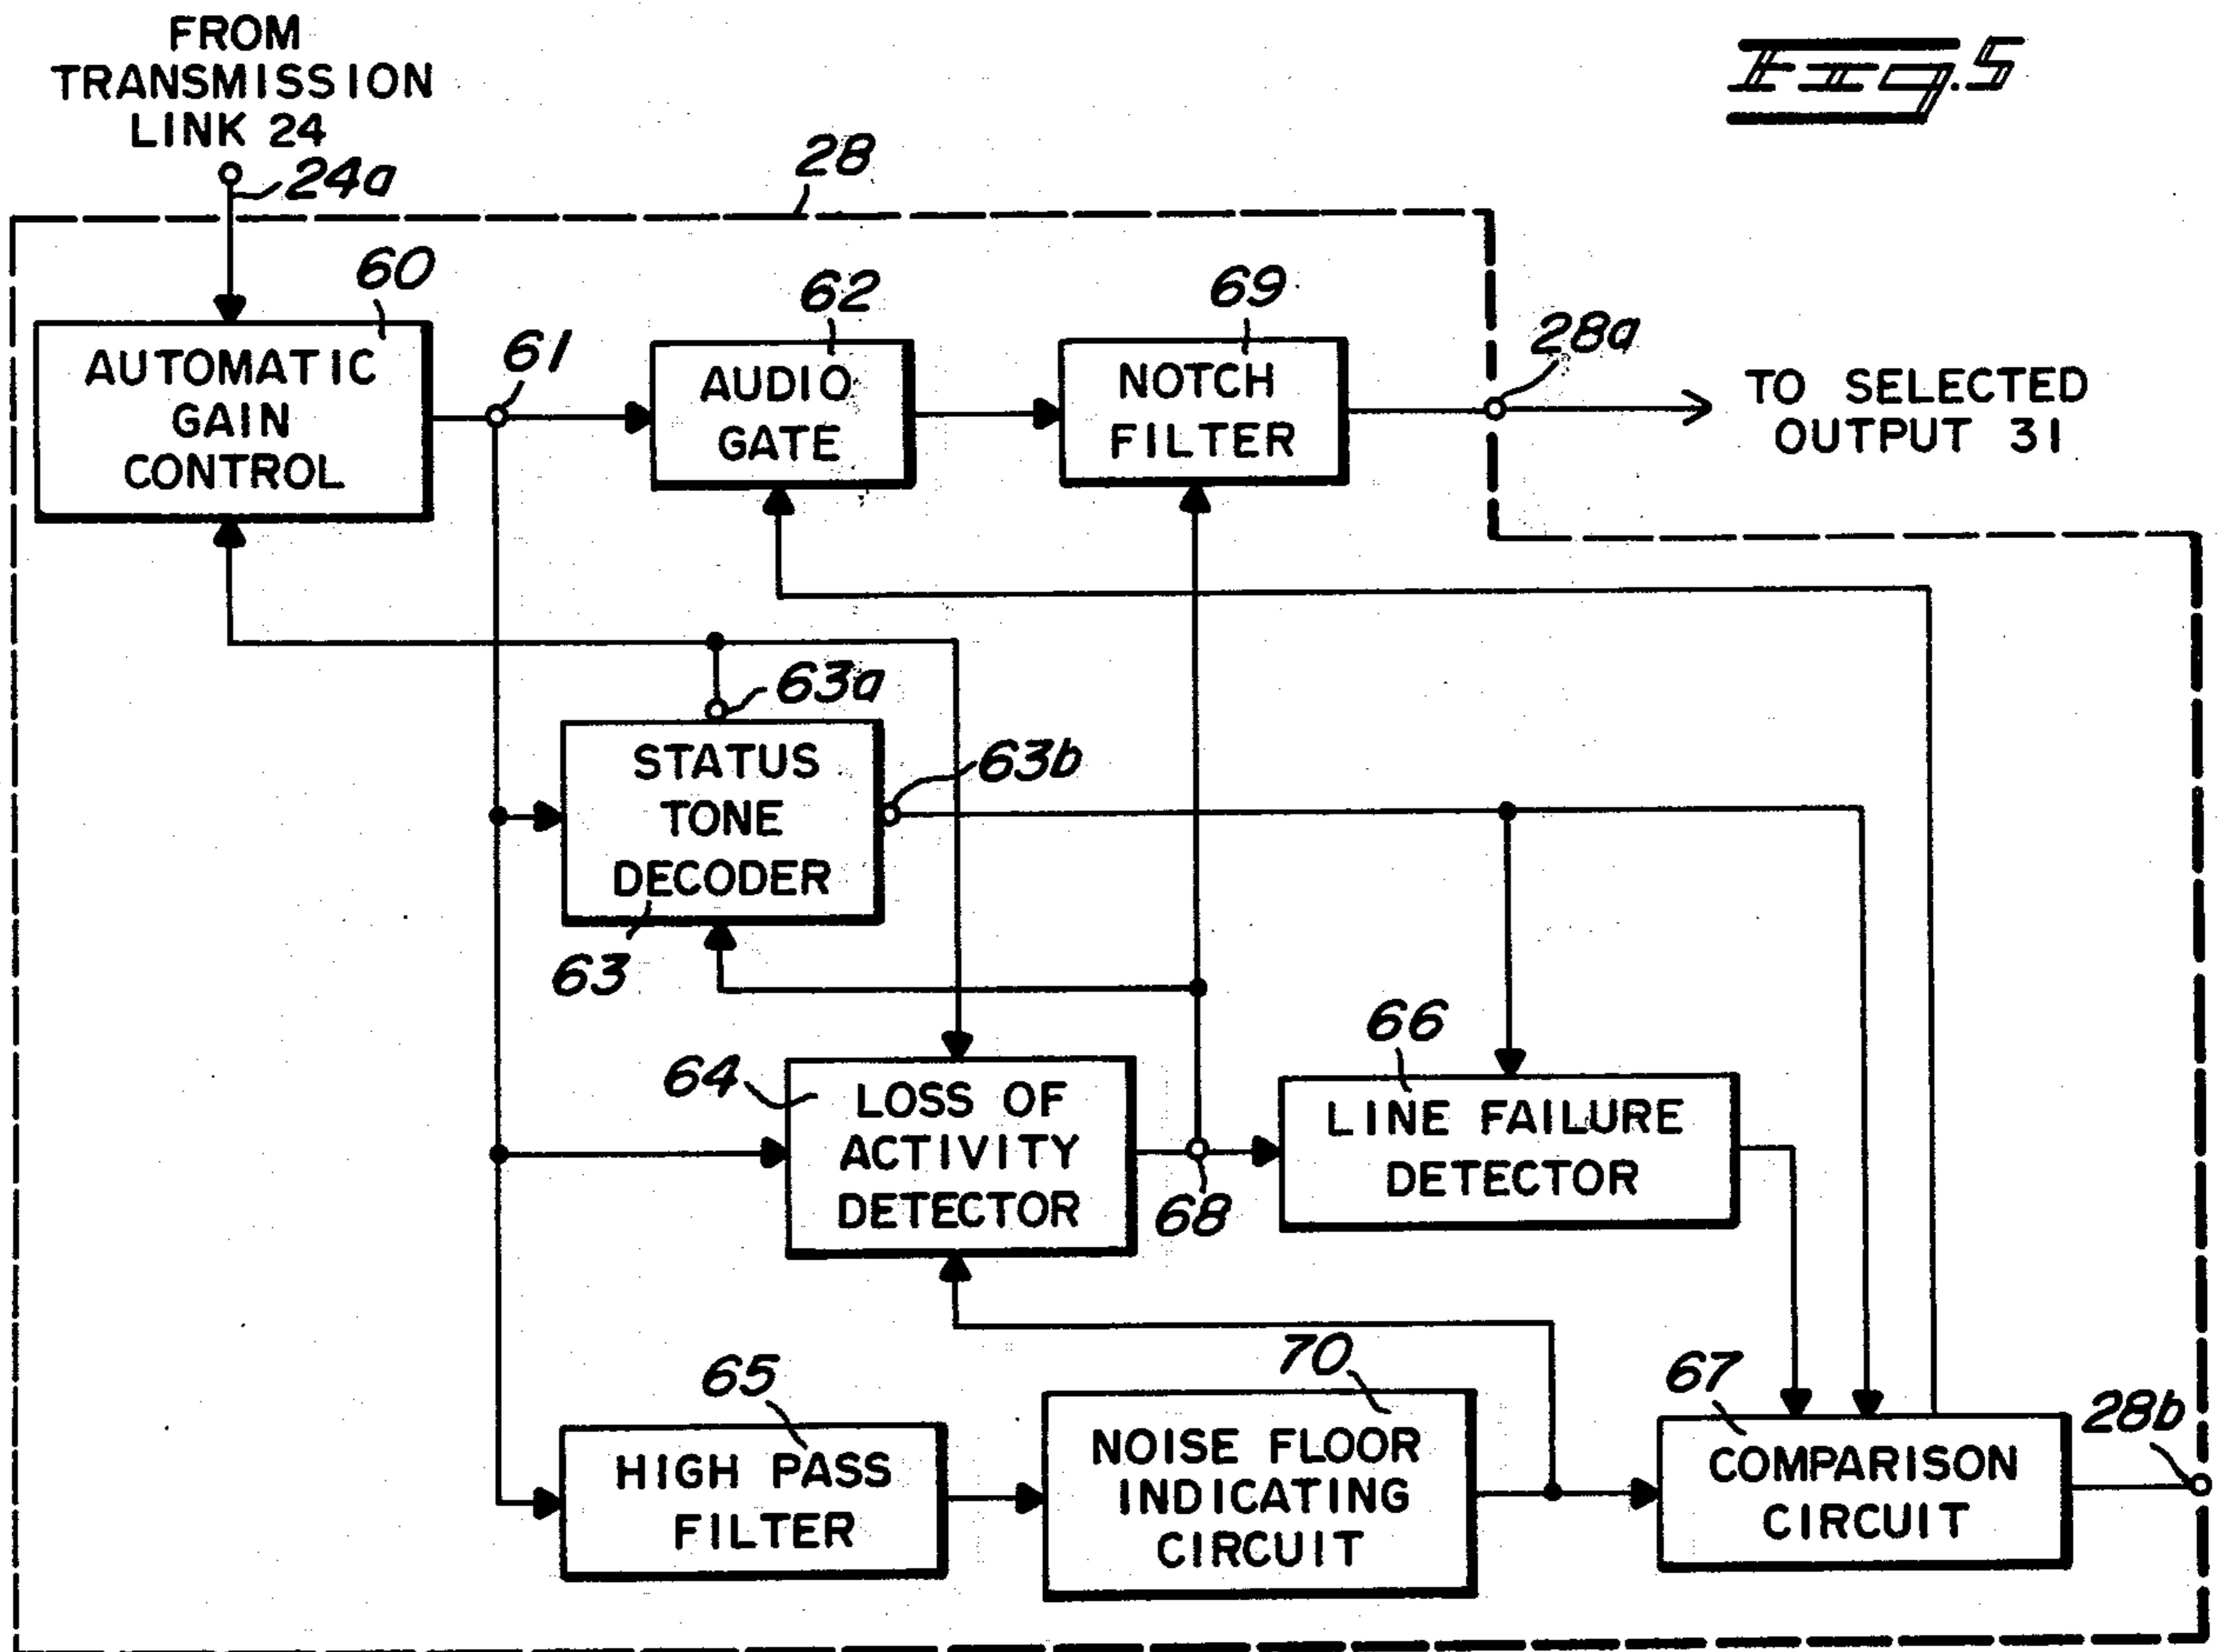 FROM
TRANSMISSION
LINK 24
Fig. 5
24a
28
60
AUTOMATIC
GAIN
CONTROL
61
62
AUDIO
GATE
69
NOTCH
FILTER
28a
TO SELECTED
OUTPUT 31
63a
STATUS
TONE
DECODER
63b
63
64
LOSS OF
ACTIVITY
DETECTOR
68
66
LINE FAILURE
DETECTOR
65
HIGH PASS
FILTER
70
NOISE FLOOR
INDICATING
CIRCUIT
67
COMPARISON
CIRCUIT
28b